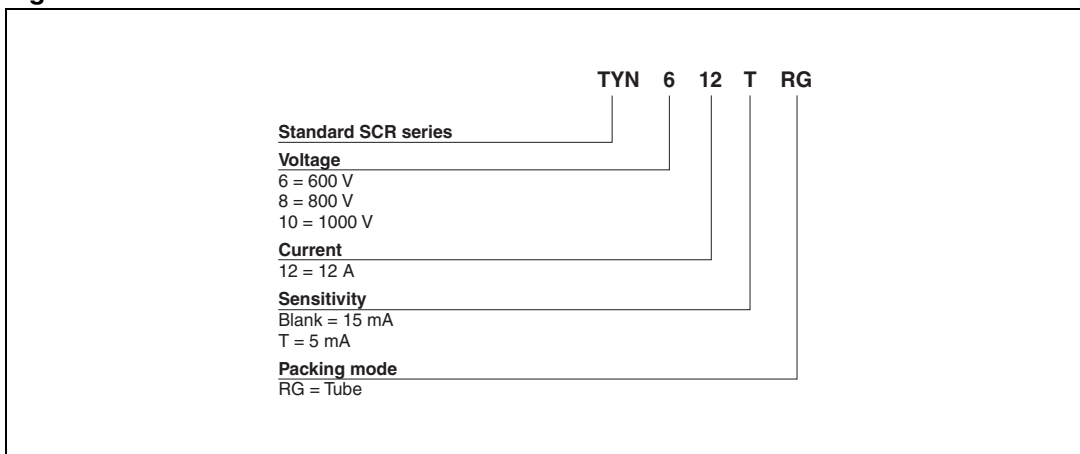 TYN 6 12 T RG
Standard SCR series
Voltage
6 = 600 V
8 = 800 V
10 = 1000 V
Current
12 = 12 A
Sensitivity
Blank = 15 mA
T = 5 mA
Packing mode
RG = Tube